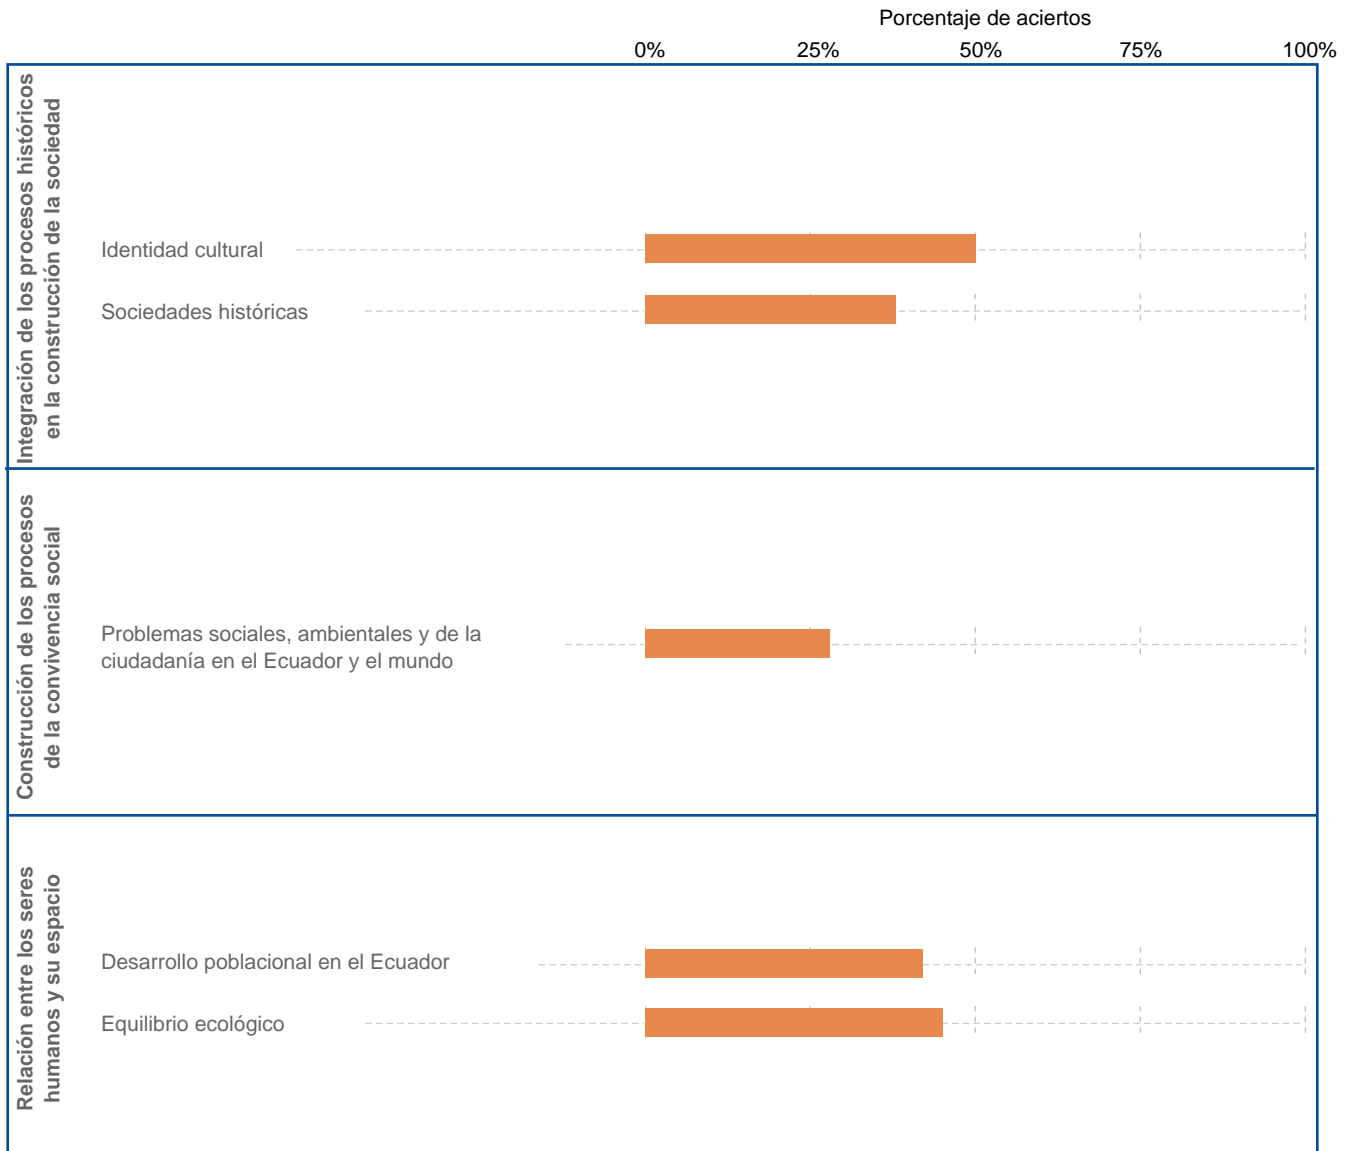 Porcentaje de aciertos
0% 25% 50% 75% 100%
Integración de los procesos históricos
en la construcción de la sociedad
Identidad cultural
Sociedades históricas
Construcción de los procesos
de la convivencia social
Problemas sociales, ambientales y de la
ciudadanía en el Ecuador y el mundo
Relación entre los seres
humanos y su espacio
Desarrollo poblacional en el Ecuador
Equilibrio ecológico